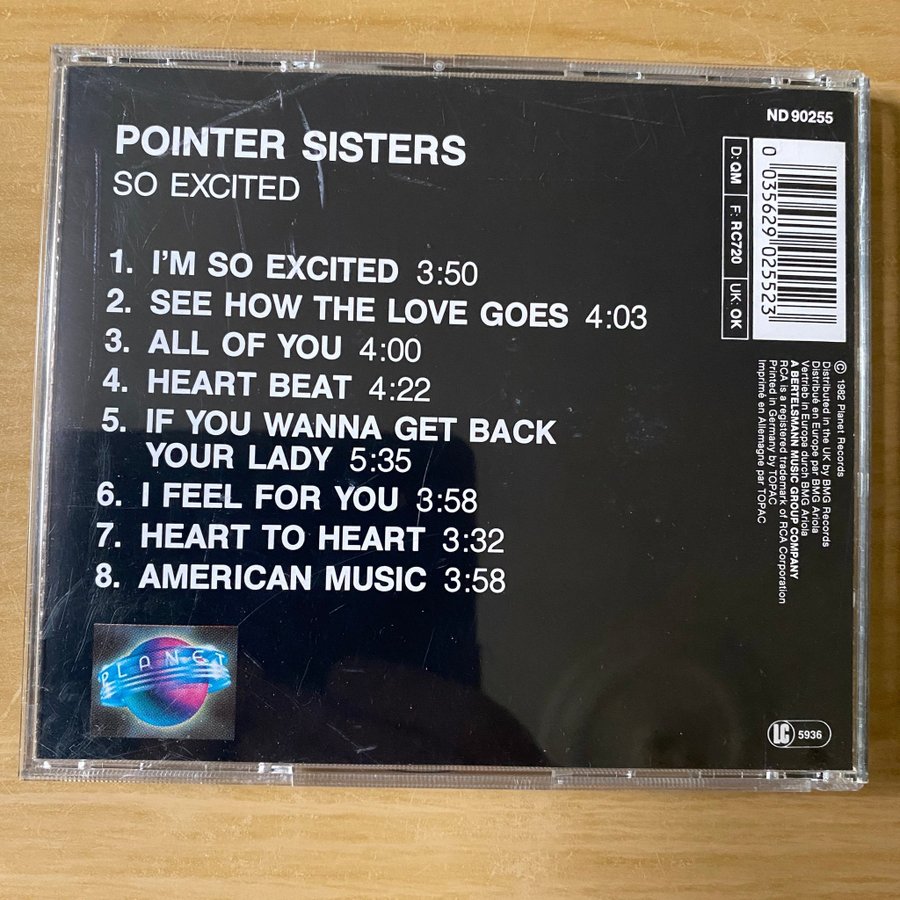 POINTER SISTERS
SO EXCITED
1. I'M SO EXCITED 3:50
2. SEE HOW THE LOVE GOES 4:03
3. ALL OF YOU 4:00
4. HEART BEAT 4:22
5. IF YOU WANNA GET BACK
YOUR LADY 5:35
6. I FEEL FOR YOU 3:58
7. HEART TO HEART 3:32
8. AMERICAN MUSIC 3:58
PLANET
ND 90255
0 035629 025523
D: QM F: RC720 UK: OK
© 1982 Planet Records
Distributed in the UK by BMG Records
Distribué en Europe par BMG Ariola
Vertrieb in Europa durch BMG Ariola
A BERTELSMANN MUSIC GROUP COMPANY
RCA is a registered trademark of RCA Corporation
Printed in Germany by TOPAC
Imprimé en Allemagne par TOPAC
LC 5936